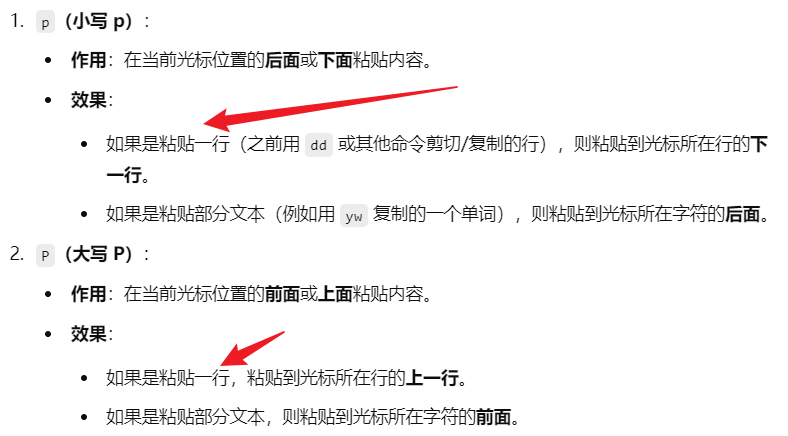 1. p（小写 p）：
• 作用：在当前光标位置的后面或下面粘贴内容。
• 效果：
• 如果是粘贴一行（之前用 dd 或其他命令剪切/复制的行），则粘贴到光标所在行的下
一行。
• 如果是粘贴部分文本（例如用 yw 复制的一个单词），则粘贴到光标所在字符的后面。
2. P（大写 P）：
• 作用：在当前光标位置的前面或上面粘贴内容。
• 效果：
• 如果是粘贴一行，粘贴到光标所在行的上一行。
• 如果是粘贴部分文本，则粘贴到光标所在字符的前面。